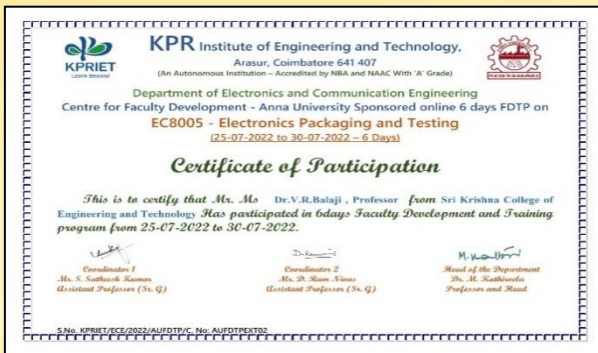 KPRIET
Learn Beyond
KPR Institute of Engineering and Technology,
Arasur, Coimbatore 641 407
(An Autonomous Institution – Accredited by NBA and NAAC With 'A' Grade)
Department of Electronics and Communication Engineering
Centre for Faculty Development - Anna University Sponsored online 6 days FDTP on
EC8005 - Electronics Packaging and Testing
(25-07-2022 to 30-07-2022 – 6 Days)
Certificate of Participation
This is to certify that Mr. Ms Dr.V.R.Balaji , Professor from Sri Krishna College of
Engineering and Technology Has participated in 6days Faculty Development and Training
program from 25-07-2022 to 30-07-2022.
Coordinator 1 Coordinator 2 Head of the Department
Mr. S. Satheesh Kumar Mr. D. Ram Nivas Dr. M. Kathirvelu
Assistant Professor (Sr. G) Assistant Professor (Sr. G) Professor and Head
S.No. KPRIET/ECE/2022/AUFDTP/C. No: AUFDTPEXT02